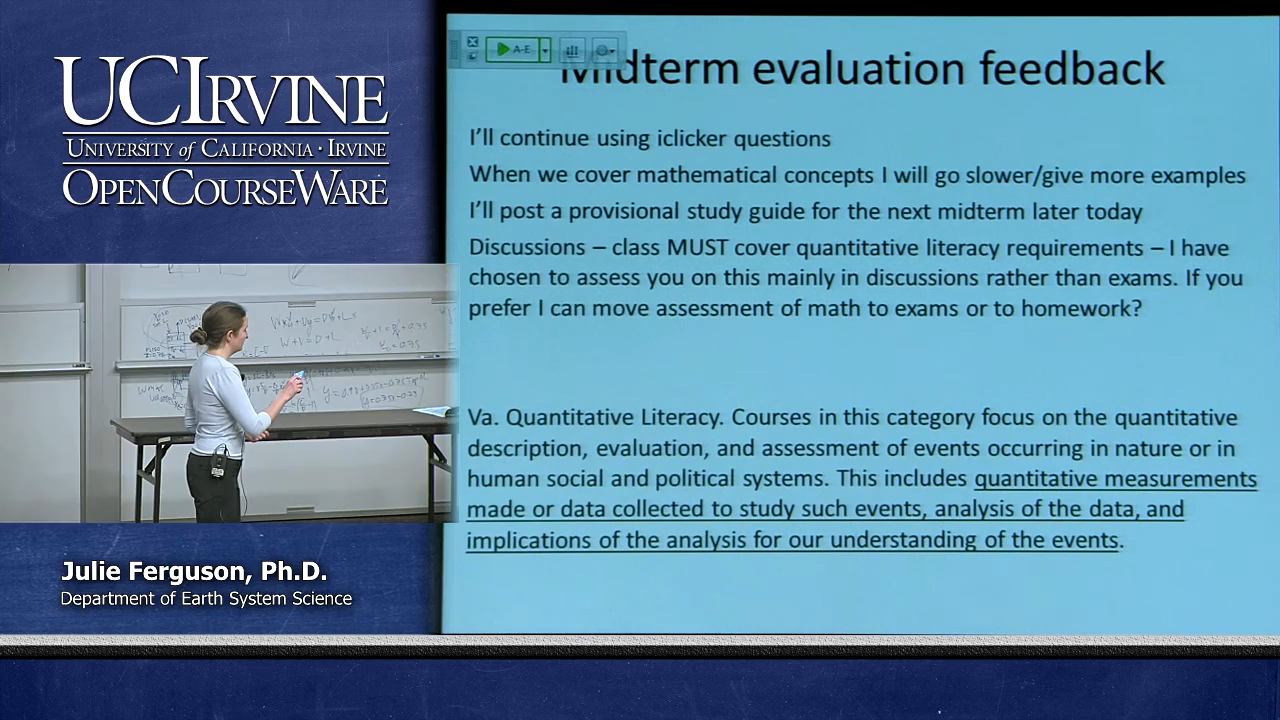 UCIRVINE
UNIVERSITY of CALIFORNIA · IRVINE
OPENCOURSEWARE
Julie Ferguson, Ph.D.
Department of Earth System Science
A-E
Midterm evaluation feedback
I'll continue using iclicker questions
When we cover mathematical concepts I will go slower/give more examples
I'll post a provisional study guide for the next midterm later today
Discussions – class MUST cover quantitative literacy requirements – I have
chosen to assess you on this mainly in discussions rather than exams. If you
prefer I can move assessment of math to exams or to homework?
Va. Quantitative Literacy. Courses in this category focus on the quantitative
description, evaluation, and assessment of events occurring in nature or in
human social and political systems. This includes quantitative measurements
made or data collected to study such events, analysis of the data, and
implications of the analysis for our understanding of the events.